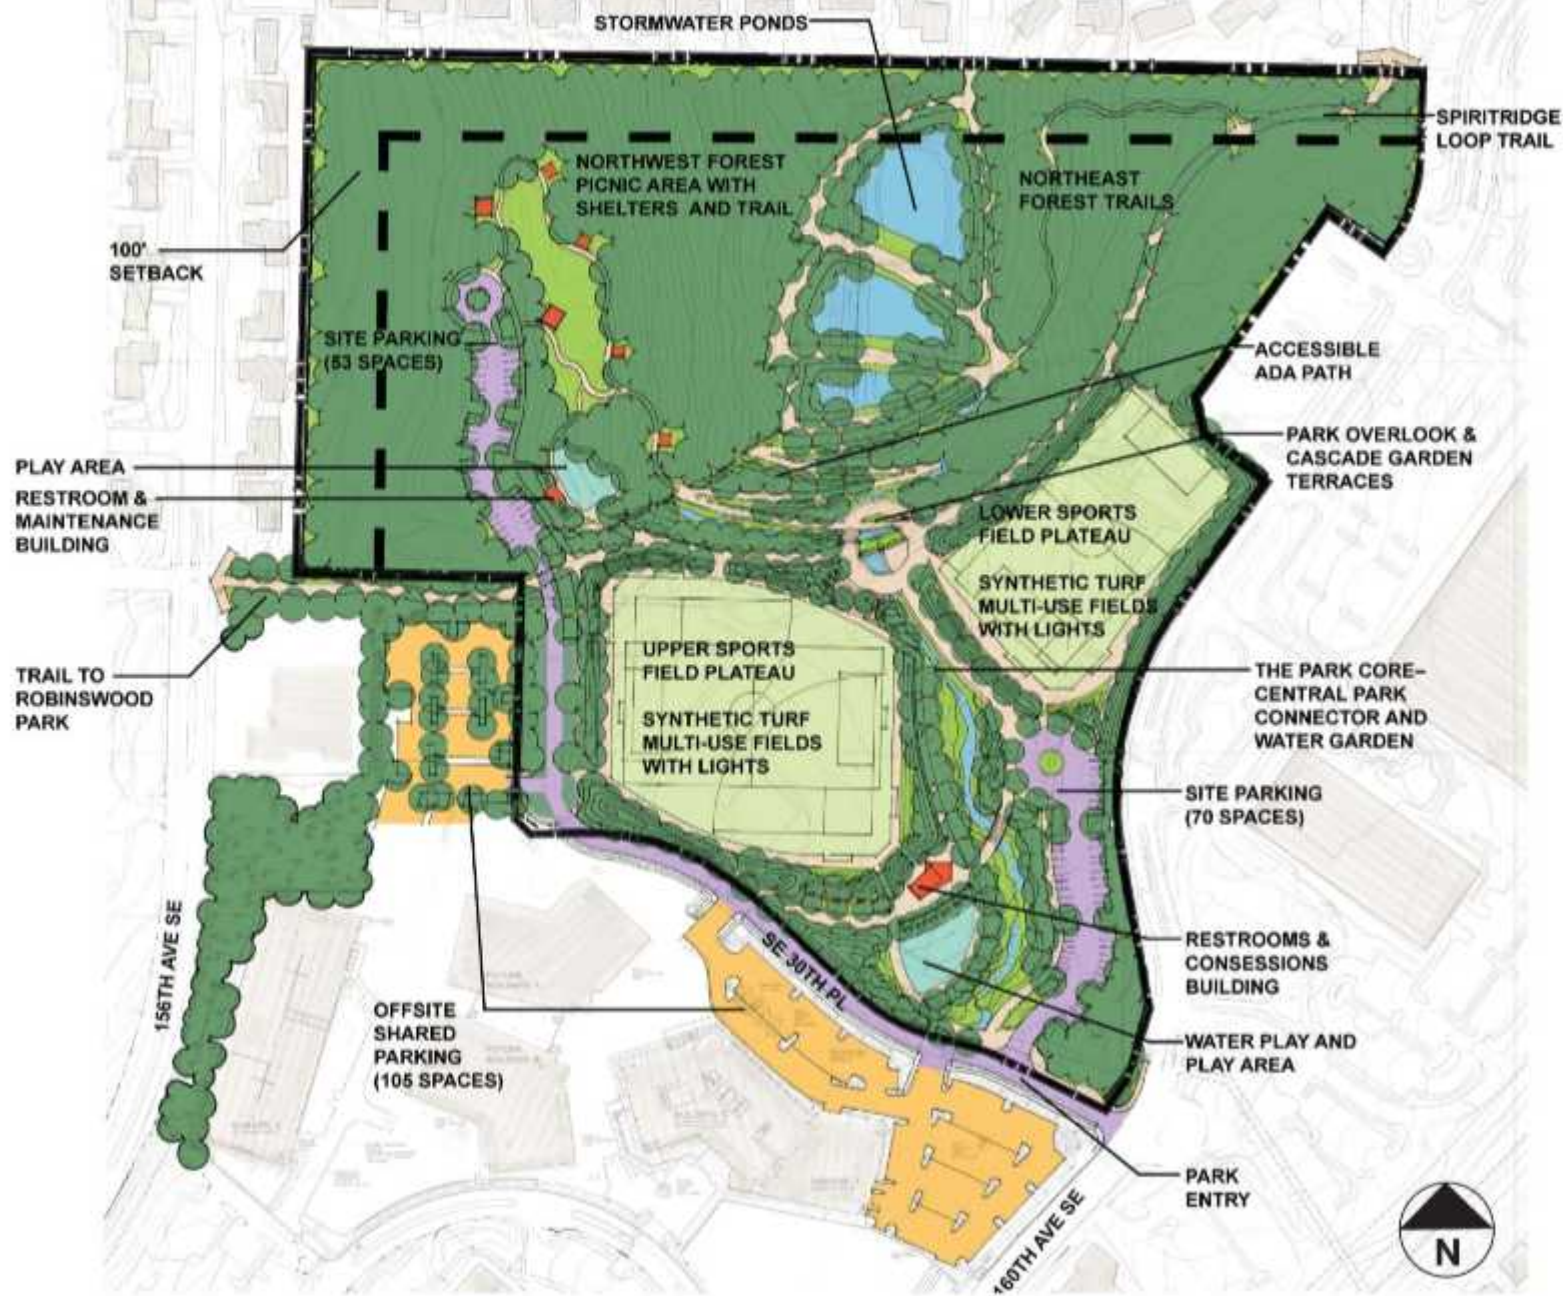 STORMWATER PONDS
SPIRITRIDGE
LOOP TRAIL
NORTHWEST FOREST
PICNIC AREA WITH
SHELTERS AND TRAIL
NORTHEAST
FOREST TRAILS
100'
SETBACK
SITE PARKING
(53 SPACES)
ACCESSIBLE
ADA PATH
PARK OVERLOOK &
CASCADE GARDEN
TERRACES
PLAY AREA
RESTROOM &
MAINTENANCE
BUILDING
LOWER SPORTS
FIELD PLATEAU
SYNTHETIC TURF
MULTI-USE FIELDS
WITH LIGHTS
UPPER SPORTS
FIELD PLATEAU
SYNTHETIC TURF
MULTI-USE FIELDS
WITH LIGHTS
TRAIL TO
ROBINSWOOD
PARK
THE PARK CORE–
CENTRAL PARK
CONNECTOR AND
WATER GARDEN
SITE PARKING
(70 SPACES)
156TH AVE SE
SE 30TH PL
RESTROOMS &
CONSESSIONS
BUILDING
OFFSITE
SHARED
PARKING
(105 SPACES)
WATER PLAY AND
PLAY AREA
PARK
ENTRY
160TH AVE SE
N